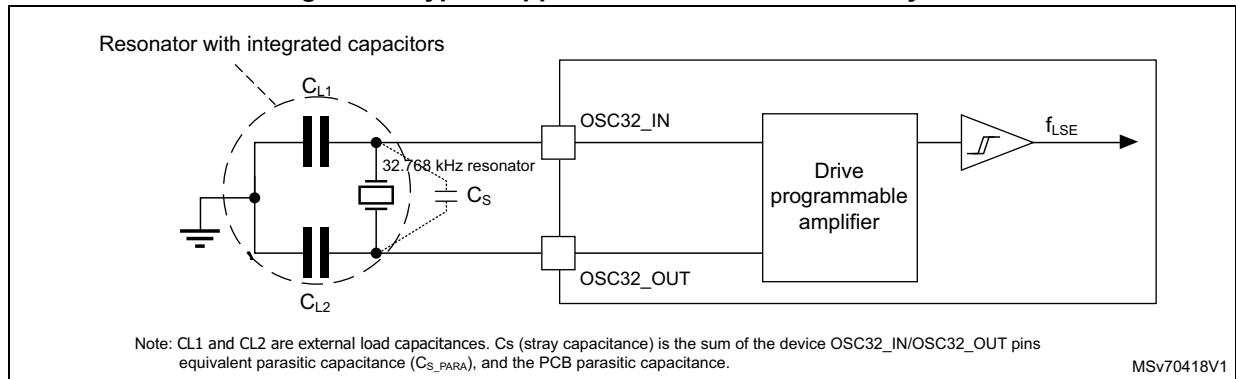 Resonator with integrated capacitors
CL1
OSC32_IN
fLSE
32.768 kHz resonator
CS
Drive
programmable
amplifier
OSC32_OUT
CL2
Note: CL1 and CL2 are external load capacitances. Cs (stray capacitance) is the sum of the device OSC32_IN/OSC32_OUT pins
equivalent parasitic capacitance (CS_PARA), and the PCB parasitic capacitance.
MSv70418V1